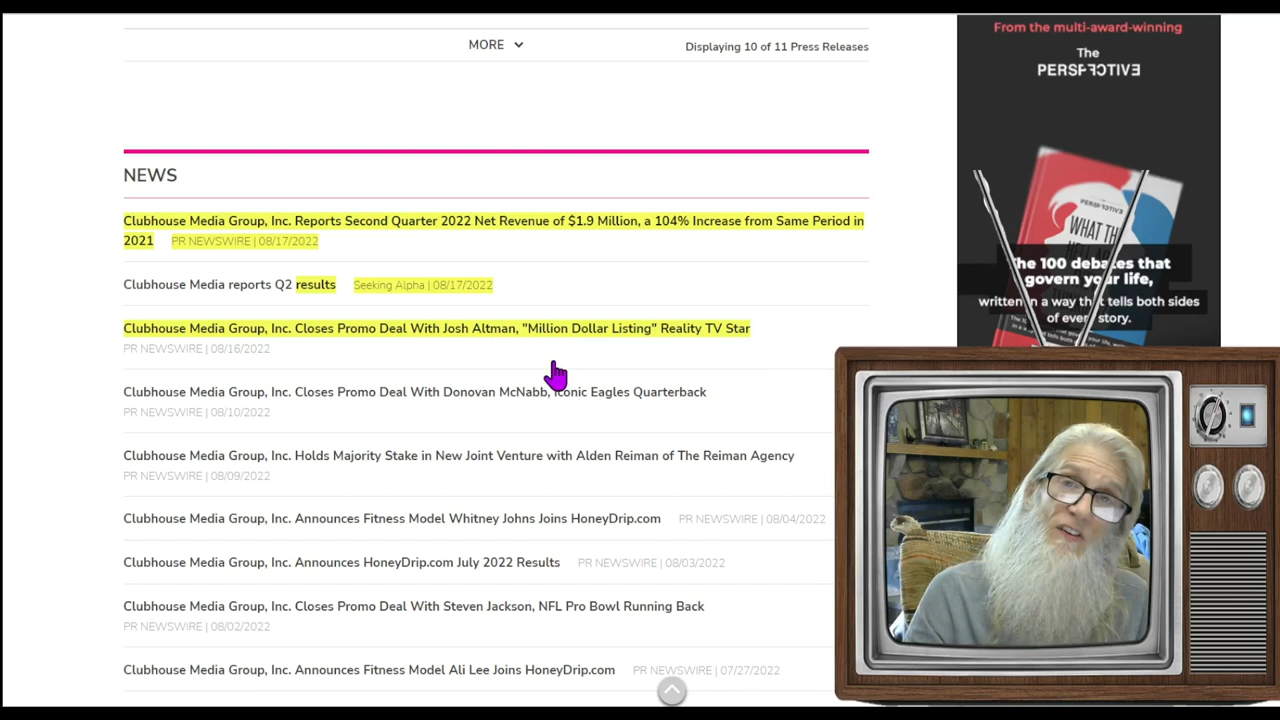 MORE
Displaying 10 of 11 Press Releases
NEWS
Clubhouse Media Group, Inc. Reports Second Quarter 2022 Net Revenue of $1.9 Million, a 104% Increase from Same Period in
2021 PR NEWSWIRE | 08/17/2022
Clubhouse Media reports Q2 results Seeking Alpha | 08/17/2022
Clubhouse Media Group, Inc. Closes Promo Deal With Josh Altman, "Million Dollar Listing" Reality TV Star
PR NEWSWIRE | 08/16/2022
Clubhouse Media Group, Inc. Closes Promo Deal With Donovan McNabb, Iconic Eagles Quarterback
PR NEWSWIRE | 08/10/2022
Clubhouse Media Group, Inc. Holds Majority Stake in New Joint Venture with Alden Reiman of The Reiman Agency
PR NEWSWIRE | 08/09/2022
Clubhouse Media Group, Inc. Announces Fitness Model Whitney Johns Joins HoneyDrip.com PR NEWSWIRE | 08/04/2022
Clubhouse Media Group, Inc. Announces HoneyDrip.com July 2022 Results PR NEWSWIRE | 08/03/2022
Clubhouse Media Group, Inc. Closes Promo Deal With Steven Jackson, NFL Pro Bowl Running Back
PR NEWSWIRE | 08/02/2022
Clubhouse Media Group, Inc. Announces Fitness Model Ali Lee Joins HoneyDrip.com PR NEWSWIRE | 07/27/2022
From the multi-award-winning
The
PERSPECTIVE
WHAT THE
The 100 debates that
govern your life,
written in a way that tells both sides
of every story.